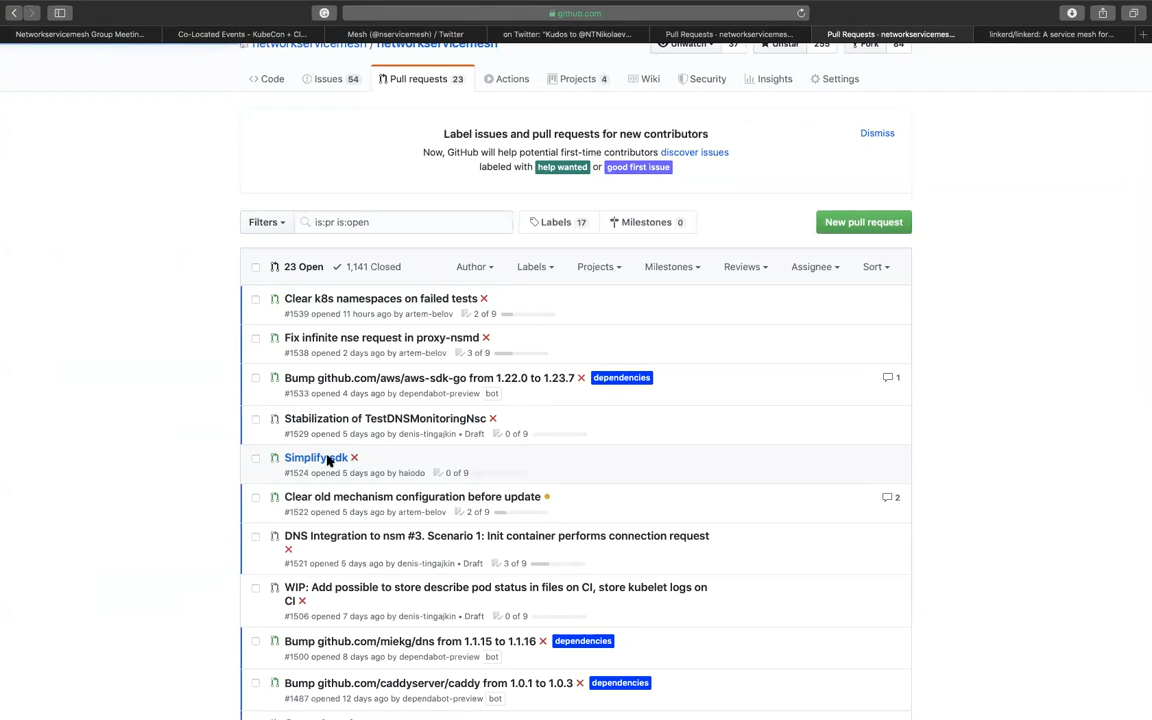 github.com
Networkservicemesh Group Meetin...
Co-Located Events - KubeCon + Cl...
Mesh (@nservicemesh) / Twitter
on Twitter: "Kudos to @NTNikolaev...
Pull Requests · networkservicemes...
Pull Requests · networkservicemes...
linkerd/linkerd: A service mesh for...
networkservicemesh / networkservicemesh
Unwatch 37
Unstar 255
Fork 84
Code
Issues 54
Pull requests 23
Actions
Projects 4
Wiki
Security
Insights
Settings
Label issues and pull requests for new contributors
Dismiss
Now, GitHub will help potential first-time contributors discover issues
labeled with help wanted or good first issue
Filters
is:pr is:open
Labels 17
Milestones 0
New pull request
23 Open
1,141 Closed
Author
Labels
Projects
Milestones
Reviews
Assignee
Sort
Clear k8s namespaces on failed tests
#1539 opened 11 hours ago by artem-belov 2 of 9
Fix infinite nse request in proxy-nsmd
#1538 opened 2 days ago by artem-belov 3 of 9
Bump github.com/aws/aws-sdk-go from 1.22.0 to 1.23.7 dependencies 1
#1533 opened 4 days ago by dependabot-preview bot
Stabilization of TestDNSMonitoringNsc
#1529 opened 5 days ago by denis-tingajkin • Draft 0 of 9
Simplify sdk
#1524 opened 5 days ago by haiodo 0 of 9
Clear old mechanism configuration before update 2
#1522 opened 5 days ago by artem-belov 2 of 9
DNS Integration to nsm #3. Scenario 1: Init container performs connection request
#1521 opened 5 days ago by denis-tingajkin • Draft 3 of 9
WIP: Add possible to store describe pod status in files on CI, store kubelet logs on
CI
#1506 opened 7 days ago by denis-tingajkin • Draft 0 of 9
Bump github.com/miekg/dns from 1.1.15 to 1.1.16 dependencies
#1500 opened 8 days ago by dependabot-preview bot
Bump github.com/caddyserver/caddy from 1.0.1 to 1.0.3 dependencies
#1487 opened 12 days ago by dependabot-preview bot